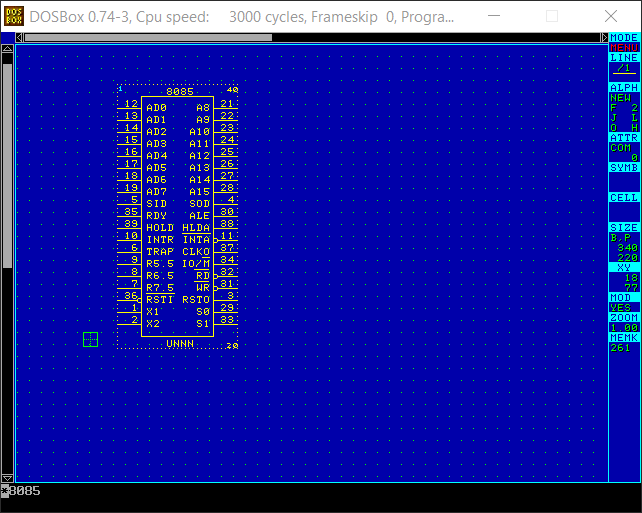 DOS BOX DOSBox 0.74-3, Cpu speed: 3000 cycles, Frameskip 0, Progra...
MODE
MENU
LINE
/1
ALPH
NEW
F 2
J L
O H
ATTR
COM
0
SYMB
CELL
SIZE
B.P
340
220
XY
18
77
MOD
YES
ZOOM
1.00
MEMK
261
1 8085 40
12 AD0 A8 21
13 AD1 A9 22
14 AD2 A10 23
15 AD3 A11 24
16 AD4 A12 25
17 AD5 A13 26
18 AD6 A14 27
19 AD7 A15 28
5 SID SOD 4
35 RDY ALE 30
39 HOLD HLDA 38
10 INTR INTA 11
6 TRAP CLKO 37
9 R5.5 IO/M 34
8 R6.5 RD 32
7 R7.5 WR 31
36 RSTI RSTO 3
1 X1 S0 29
2 X2 S1 33
UNNN 20
*8085